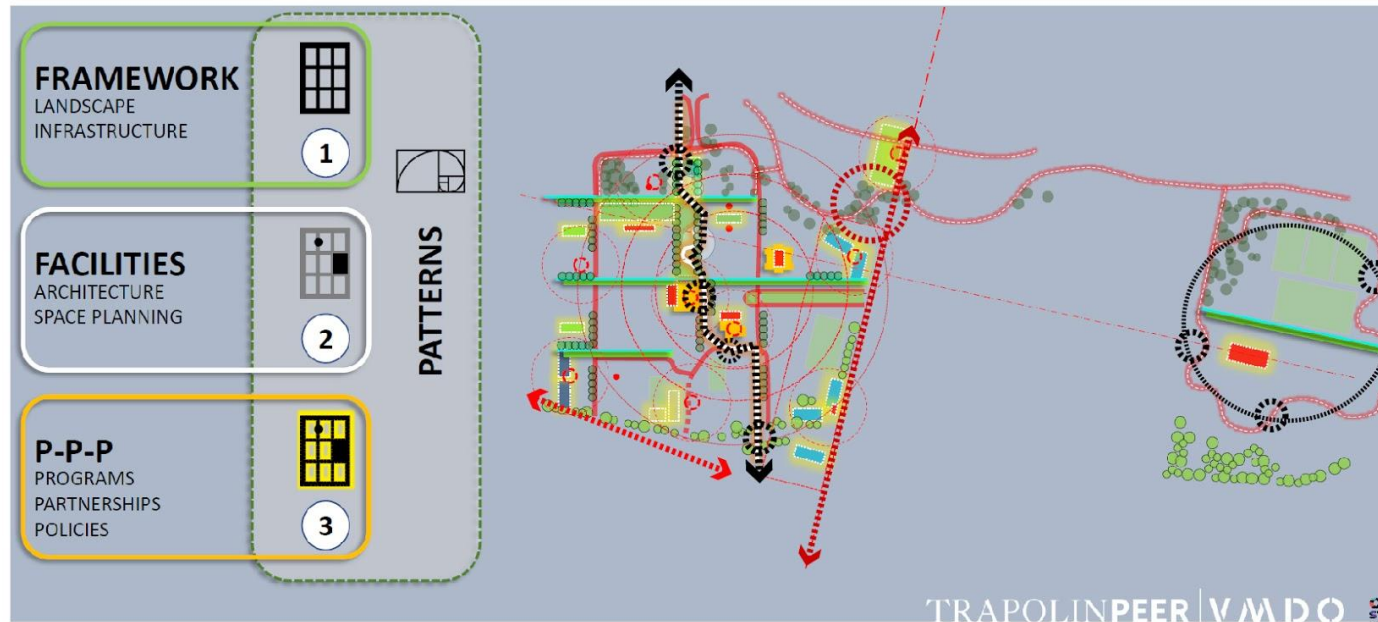 FRAMEWORK
LANDSCAPE
INFRASTRUCTURE
1
FACILITIES
ARCHITECTURE
SPACE PLANNING
2
P-P-P
PROGRAMS
PARTNERSHIPS
POLICIES
3
PATTERNS
TRAPOLINPEER | VMDO